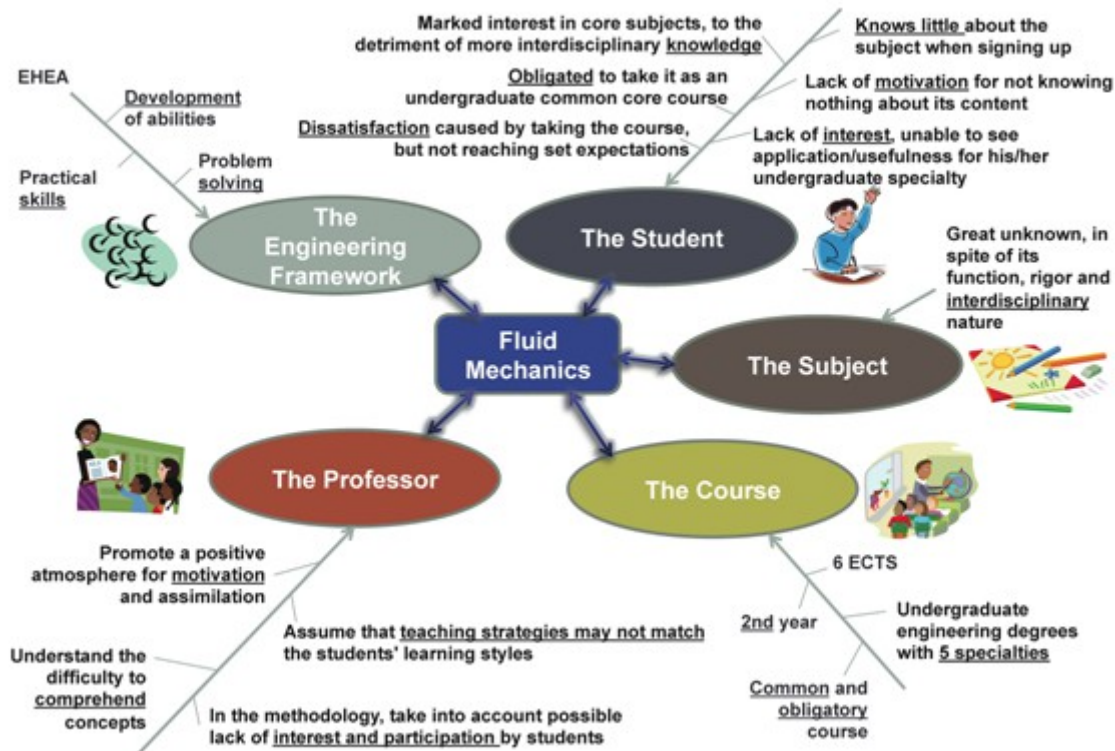 Marked interest in core subjects, to the
detriment of more interdisciplinary knowledge
Knows little about the
subject when signing up
EHEA
Obligated to take it as an
undergraduate common core course
Lack of motivation for not knowing
nothing about its content
Development
of abilities
Dissatisfaction caused by taking the course,
but not reaching set expectations
Lack of interest, unable to see
application/usefulness for his/her
undergraduate specialty
Practical
skills
Problem
solving
The
Engineering
Framework
The Student
Great unknown, in
spite of its
function, rigor and
interdisciplinary
nature
Fluid
Mechanics
The Subject
The Professor
The Course
Promote a positive
atmosphere for motivation
and assimilation
6 ECTS
2nd year
Undergraduate
engineering degrees
with 5 specialties
Assume that teaching strategies may not match
the students' learning styles
Understand the
difficulty to
comprehend
concepts
Common and
obligatory
course
In the methodology, take into account possible
lack of interest and participation by students